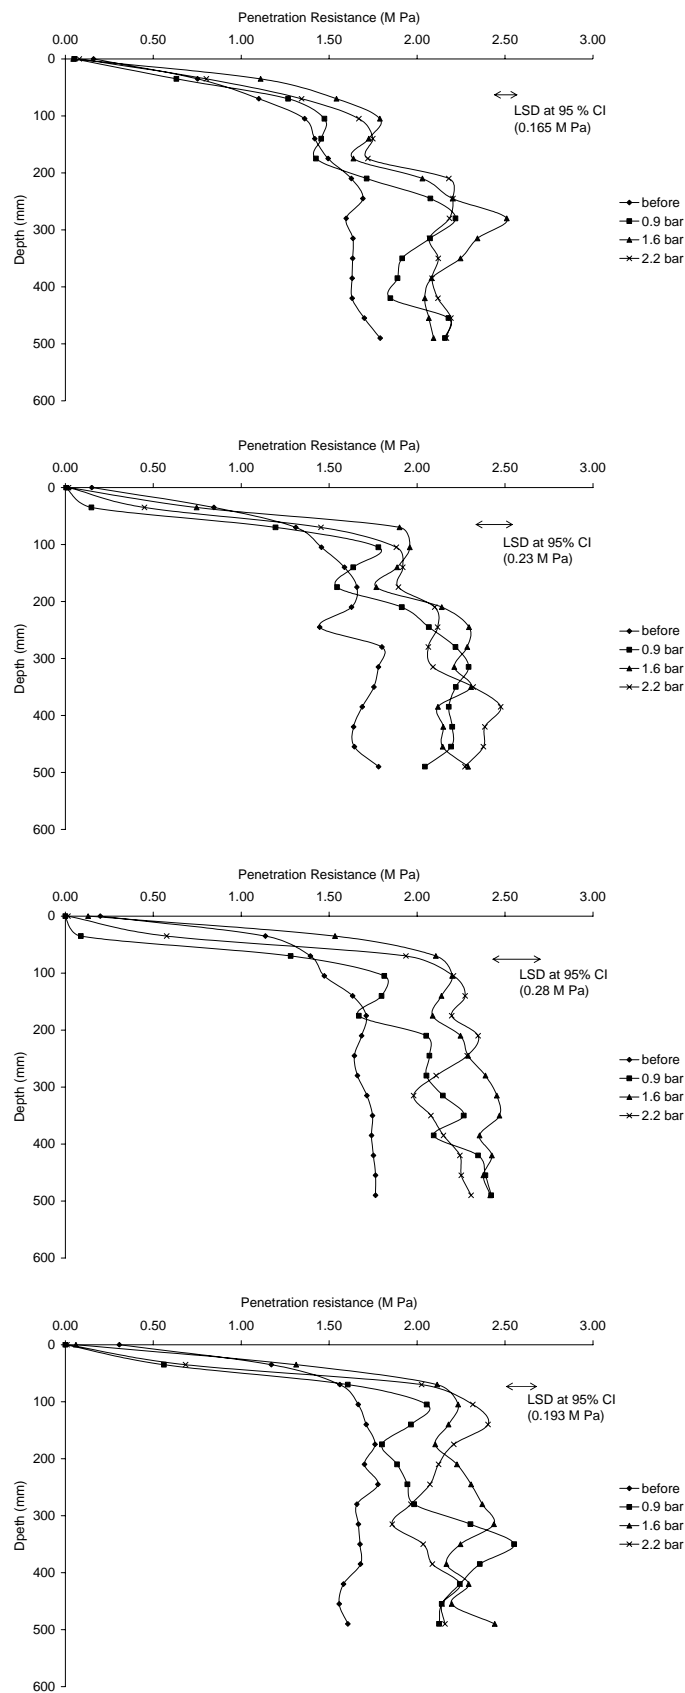 Penetration Resistance (M Pa)
0.00 0.50 1.00 1.50 2.00 2.50 3.00
0
100
200
300
400
500
600
Depth (mm)
LSD at 95 % CI
(0.165 M Pa)
before
0.9 bar
1.6 bar
2.2 bar
Penetration Resistance (M Pa)
0.00 0.50 1.00 1.50 2.00 2.50 3.00
0
100
200
300
400
500
600
Depth (mm)
LSD at 95% CI
(0.23 M Pa)
before
0.9 bar
1.6 bar
2.2 bar
Penetration Resistance (M Pa)
0.00 0.50 1.00 1.50 2.00 2.50 3.00
0
100
200
300
400
500
600
Depth (mm)
LSD at 95% CI
(0.28 M Pa)
before
0.9 bar
1.6 bar
2.2 bar
Penetration resistance (M Pa)
0.00 0.50 1.00 1.50 2.00 2.50 3.00
0
100
200
300
400
500
600
Dpeth (mm)
LSD at 95% CI
(0.193 M Pa)
before
0.9 bar
1.6 bar
2.2 bar